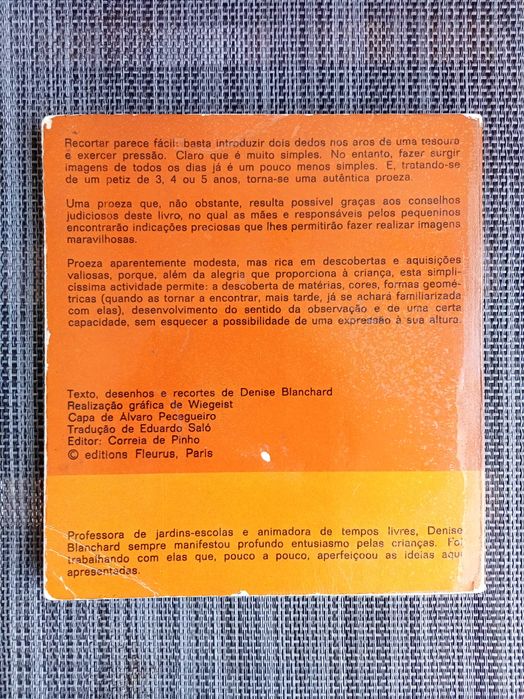 Recortar parece fácil: basta introduzir dois dedos nos aros de uma tesoura
e exercer pressão. Claro que é muito simples. No entanto, fazer surgir
imagens de todos os dias já é um pouco menos simples. E, tratando-se
de um petiz de 3, 4 ou 5 anos, torna-se uma autêntica proeza.
Uma proeza que, não obstante, resulta possível graças aos conselhos
judiciosos deste livro, no qual as mães e responsáveis pelos pequeninos
encontrarão indicações preciosas que lhes permitirão fazer realizar imagens
maravilhosas.
Proeza aparentemente modesta, mas rica em descobertas e aquisições
valiosas, porque, além da alegria que proporciona à criança, esta simpli-
císsima actividade permite: a descoberta de matérias, cores, formas geomé-
tricas (quando as tornar a encontrar, mais tarde, já se achará familiarizada
com elas), desenvolvimento do sentido da observação e de uma certa
capacidade, sem esquecer a possibilidade de uma expressão à sua altura.
Texto, desenhos e recortes de Denise Blanchard
Realização gráfica de Wiegeist
Capa de Álvaro Pecegueiro
Tradução de Eduardo Saló
Editor: Correia de Pinho
© editions Fleurus, Paris
Professora de jardins-escolas e animadora de tempos livres, Denise
Blanchard sempre manifestou profundo entusiasmo pelas crianças. Foi
trabalhando com elas que, pouco a pouco, aperfeiçoou as ideias aqui
apresentadas.